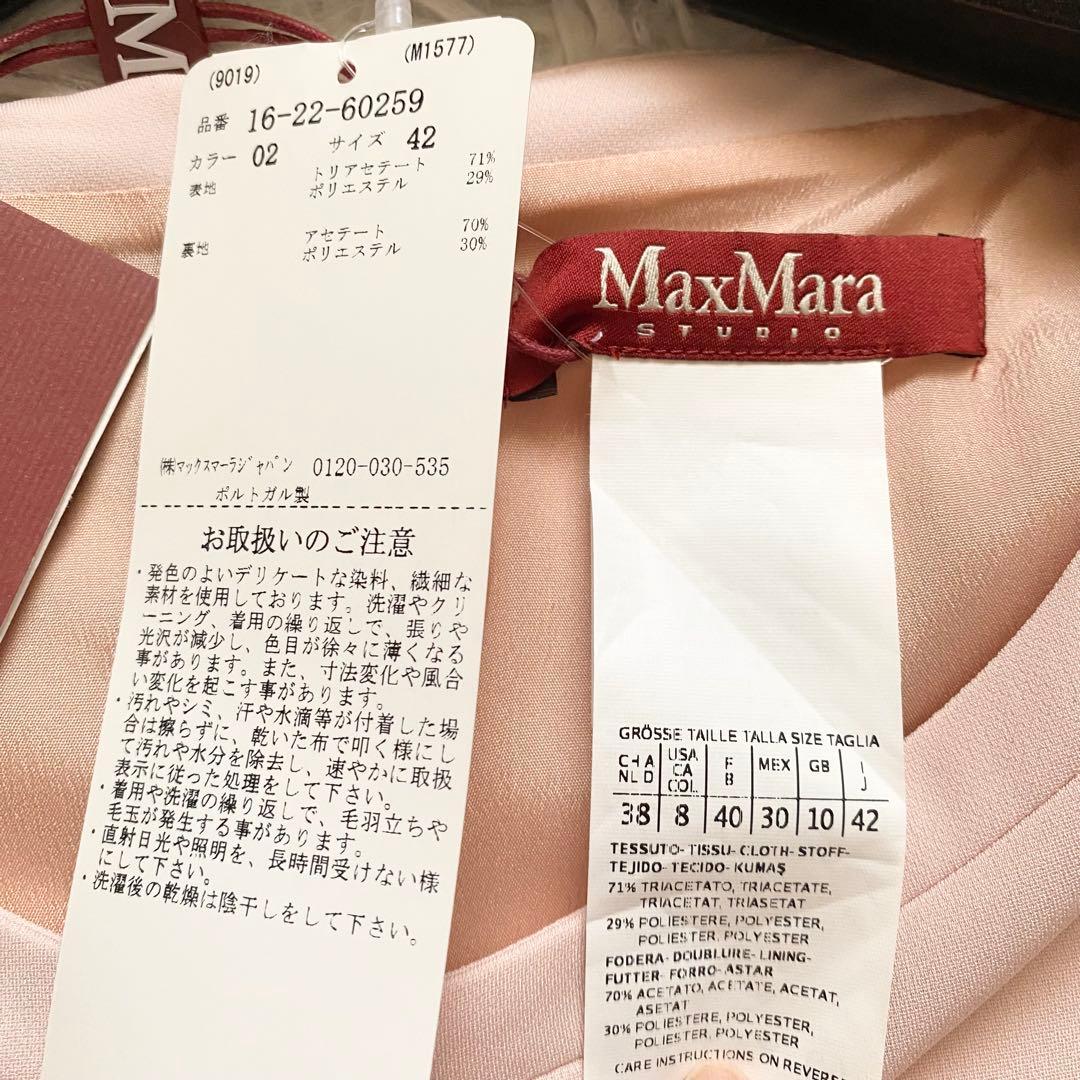 M
(9019)
(M1577)
品番 16-22-60259
カラー 02 サイズ 42
表地 トリアセテート 71%
ポリエステル 29%
裏地 アセテート 70%
ポリエステル 30%
㈱マックスマーラジャパン 0120-030-535
ポルトガル製
お取扱いのご注意
・発色のよいデリケートな染料、繊細な
素材を使用しております。洗濯やクリ
ーニング、着用の繰り返しで、張りや
光沢が減少し、色目が徐々に薄くなる
事があります。また、寸法変化や風合
い変化を起こす事があります。
・汚れやシミ、汗や水滴等が付着した場
合は擦らずに、乾いた布で叩く様にし
て汚れや水分を除去し、速やかに取扱
表示に従った処理をして下さい。
・着用や洗濯の繰り返しで、毛羽立ちや
毛玉が発生する事があります。
・直射日光や照明を、長時間受けない様
にして下さい。
・洗濯後の乾燥は陰干しをして下さい。
MaxMara
STUDIO
GRÖSSE TAILLE TALLA SIZE TAGLIA
CH A NL D USA CA COL. F B MEX GB I J
38 8 40 30 10 42
TESSUTO-TISSU-CLOTH-STOFF-
TEJIDO-TECIDO-KUMAŞ
71% TRIACETATO, TRIACETATE,
TRIACETAT, TRIASETAT
29% POLIESTERE, POLYESTER,
POLIESTER, POLYESTER
FODERA-DOUBLURE-LINING-
FUTTER-FORRO-ASTAR
70% ACETATO, ACETATE, ACETAT,
ASETAT
30% POLIESTERE, POLYESTER,
POLIESTER, POLYESTER
CARE INSTRUCTIONS ON REVERSE